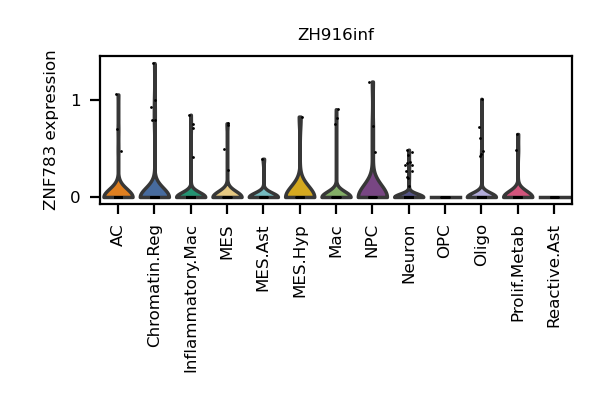 ZH916inf
ZNF783 expression
1
0
AC
Chromatin.Reg
Inflammatory.Mac
MES
MES.Ast
MES.Hyp
Mac
NPC
Neuron
OPC
Oligo
Prolif.Metab
Reactive.Ast